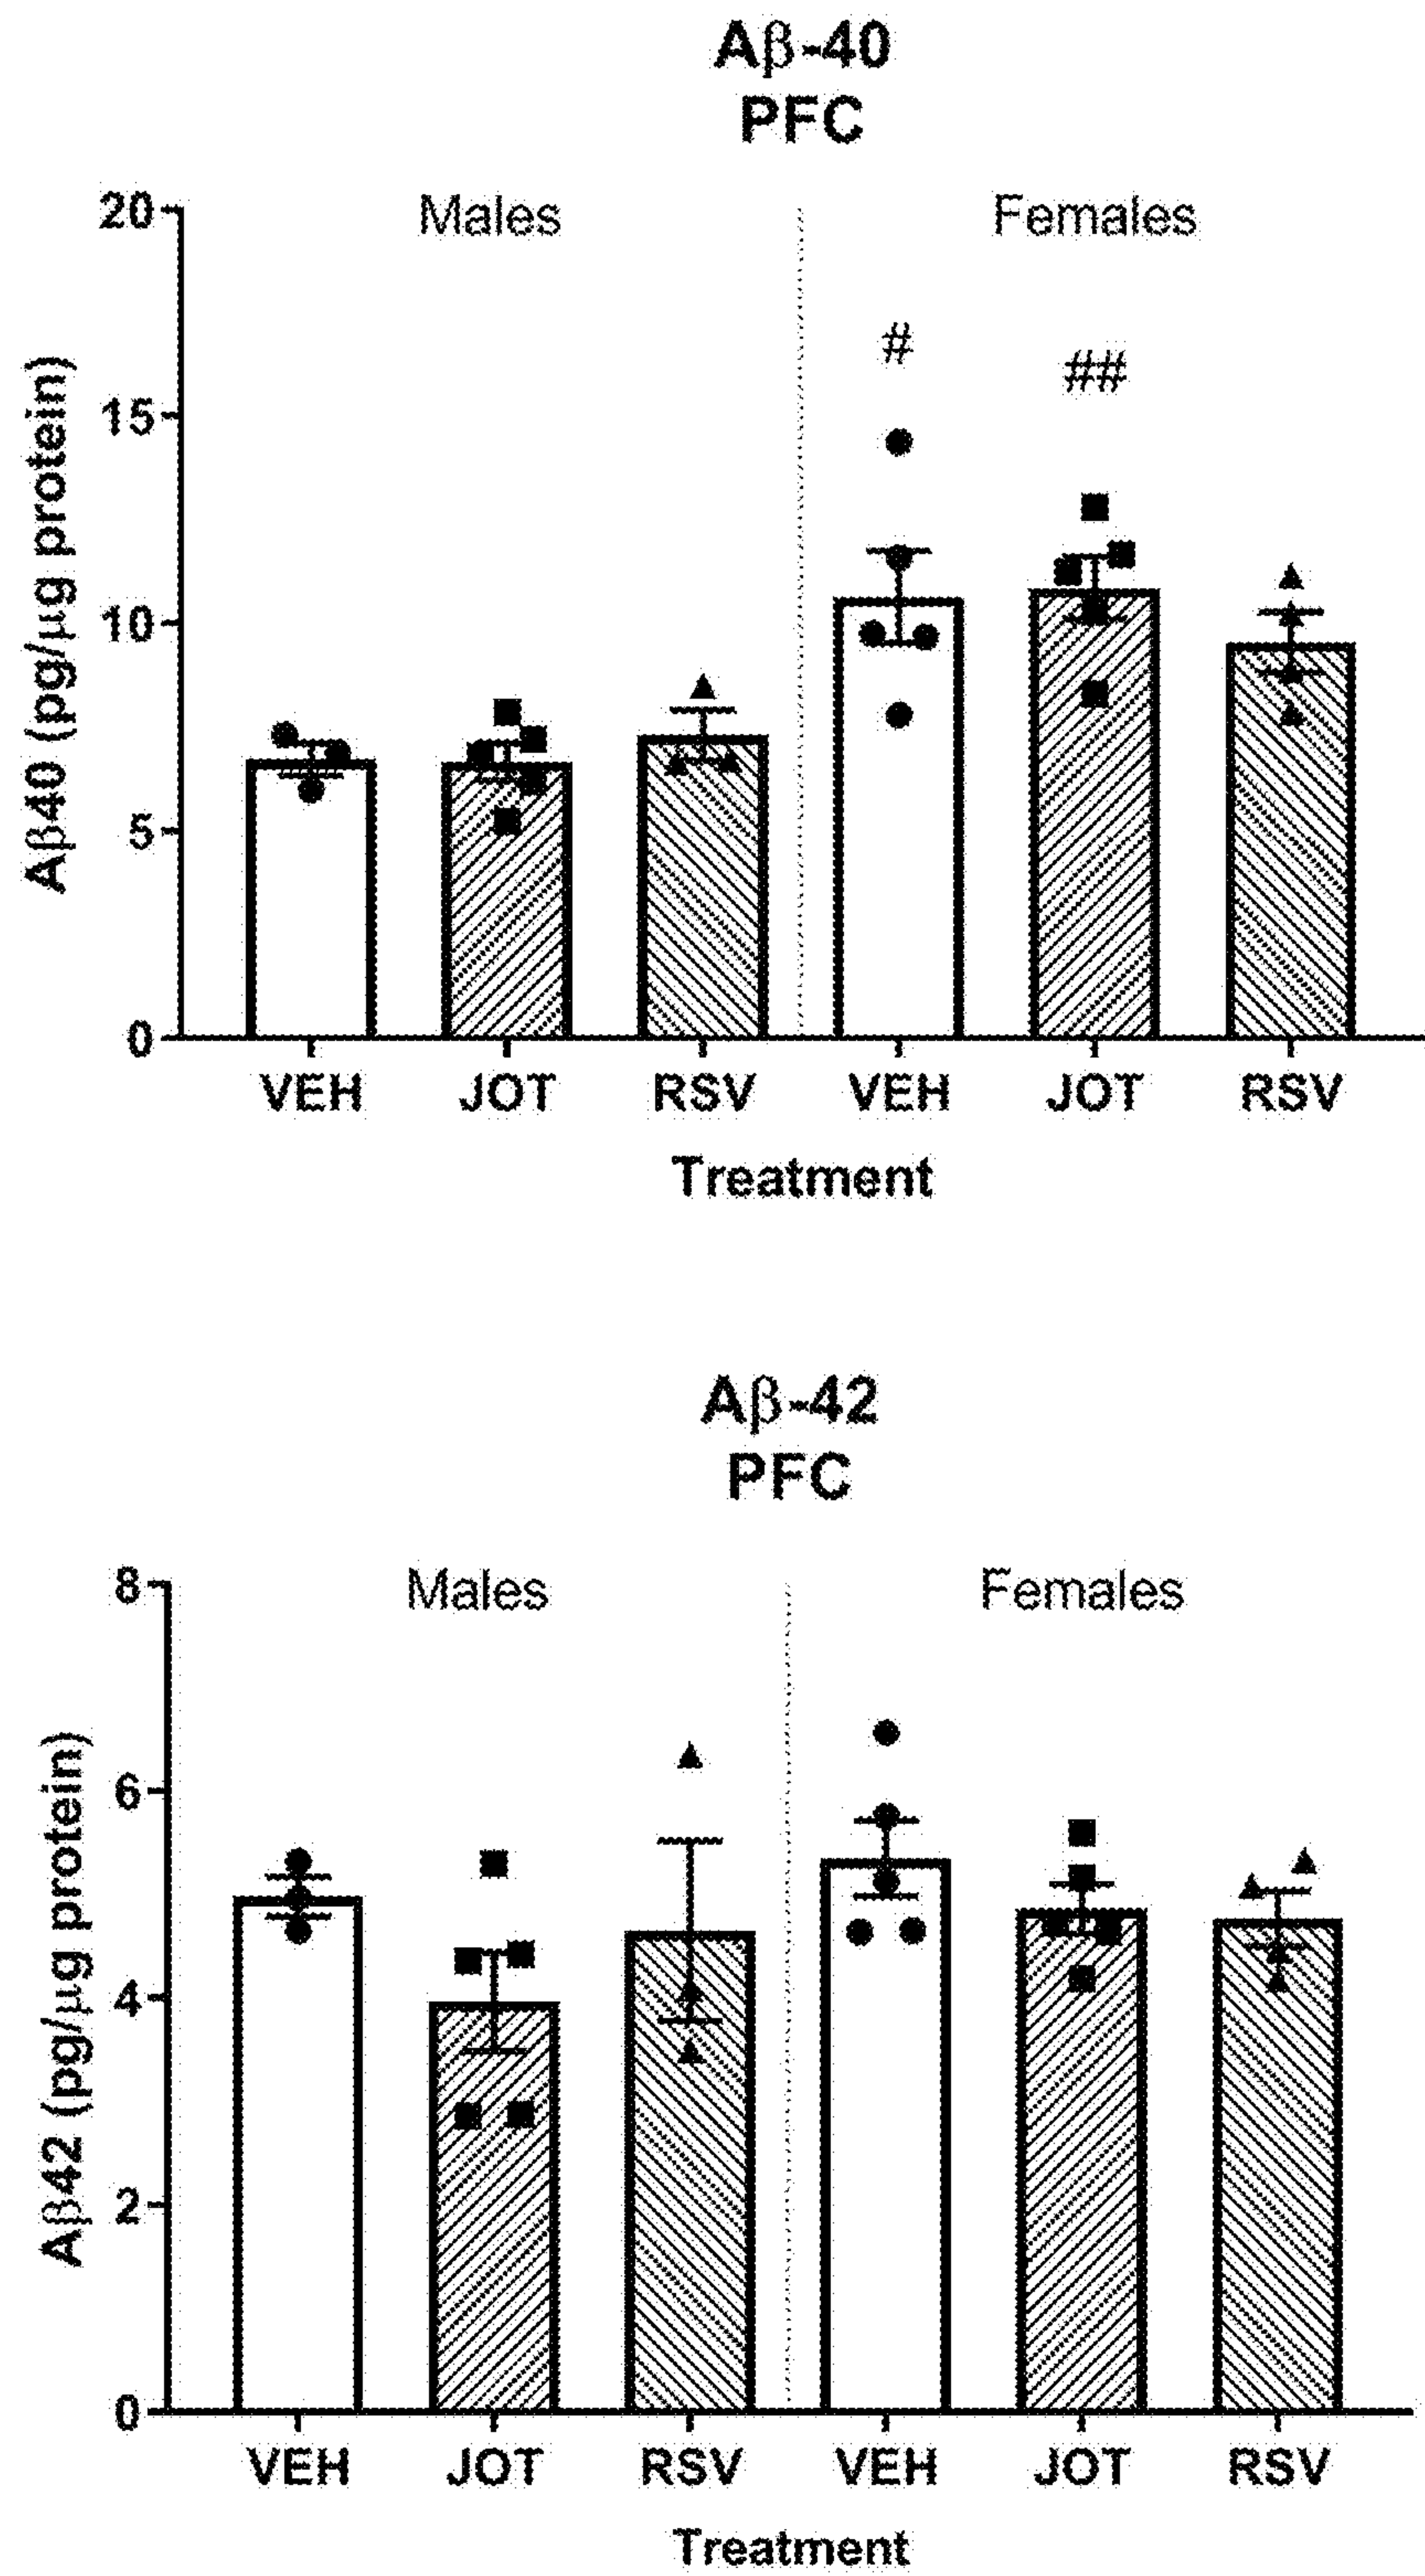 Aβ-40
PFC
Males Females
20
15
10
5
0
# ##
Aβ40 (pg/μg protein)
VEH JOT RSV VEH JOT RSV
Treatment
Aβ-42
PFC
Males Females
8
6
4
2
0
Aβ42 (pg/μg protein)
VEH JOT RSV VEH JOT RSV
Treatment